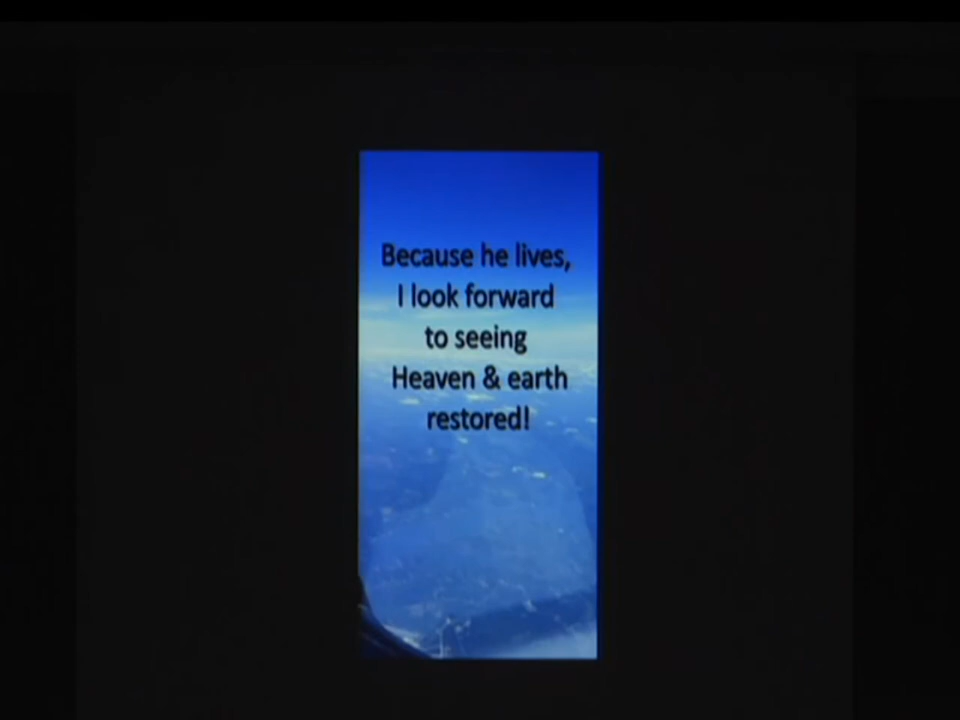 Because he lives,
I look forward
to seeing
Heaven & earth
restored!